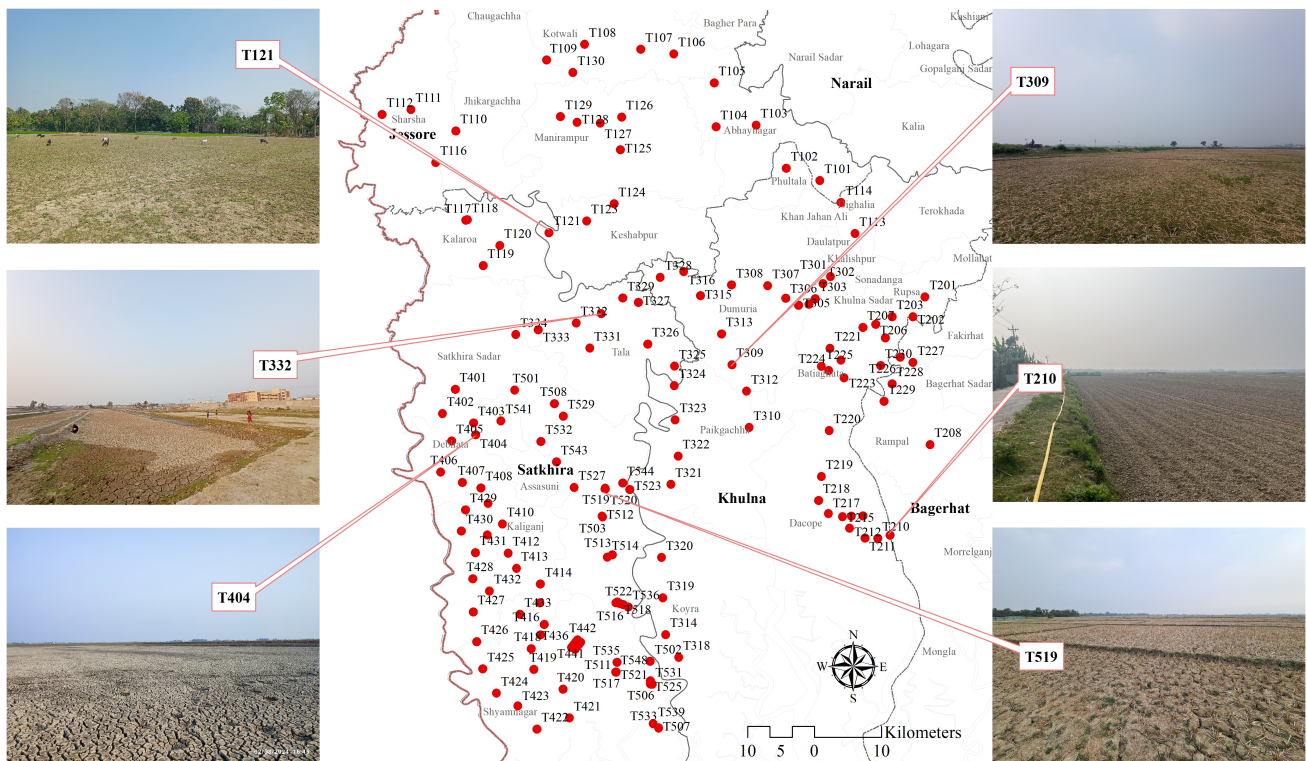 Chaugachha
Kashiani
Bagher Para
Kotwali
T108
T107
T106
T109
T130
Lohagara
Narail Sadar
Gopalganj Sadar
T121
T105
Narail
T309
T112
T111
Jhikargachha
T129
T128
T126
T127
T104
T103
Sharsha
T110
Abhaynagar
Kalia
Jessore
Manirampur
T125
T116
T102
Phultala
T101
T124
T114
Dighalia
T117
T118
T121
T123
Khan Jahan Ali
Terokhada
T113
T120
Kalaroa
Keshabpur
Daulatpur
T119
Khalishpur
Mollahat
T328
T316
T308
T307
T301
T302
Sonadanga
T329
T327
T315
T306
T303
T305
Khulna Sadar
Rupsa
T201
T332
Dumuria
T207
T203
T202
T334
T333
T313
T221
T206
Fakirhat
T331
T326
Tala
T332
Satkhira Sadar
T325
T309
T224
T225
T230
T227
T324
Batiaghata
T226
T228
T223
Bagerhat Sadar
T210
T401
T501
T312
T229
T508
T402
T529
T403
T541
T323
T310
T220
T405
T404
T532
Paikgachha
Debhata
Rampal
T208
T543
T322
T406
Satkhira
T321
T219
T407
T408
T527
T544
Assasuni
T523
T429
T519
T520
Khulna
T218
T217
Bagerhat
T430
T410
T512
Dacope
T215
T210
Kaliganj
T503
T212
T211
T431
T412
T513
T514
T320
Morrelganj
T413
T428
T432
T414
T404
T427
T433
T522
T536
T319
T516
T518
Koyra
T416
T426
T418
T436
T442
T314
T441
T535
T502
T318
Mongla
T519
N
W
E
S
T425
T419
T511
T548
T521
T531
T517
T525
T424
T420
T506
T423
T421
Shyamnagar
T422
T539
T533
T507
Kilometers
10
5
0
10